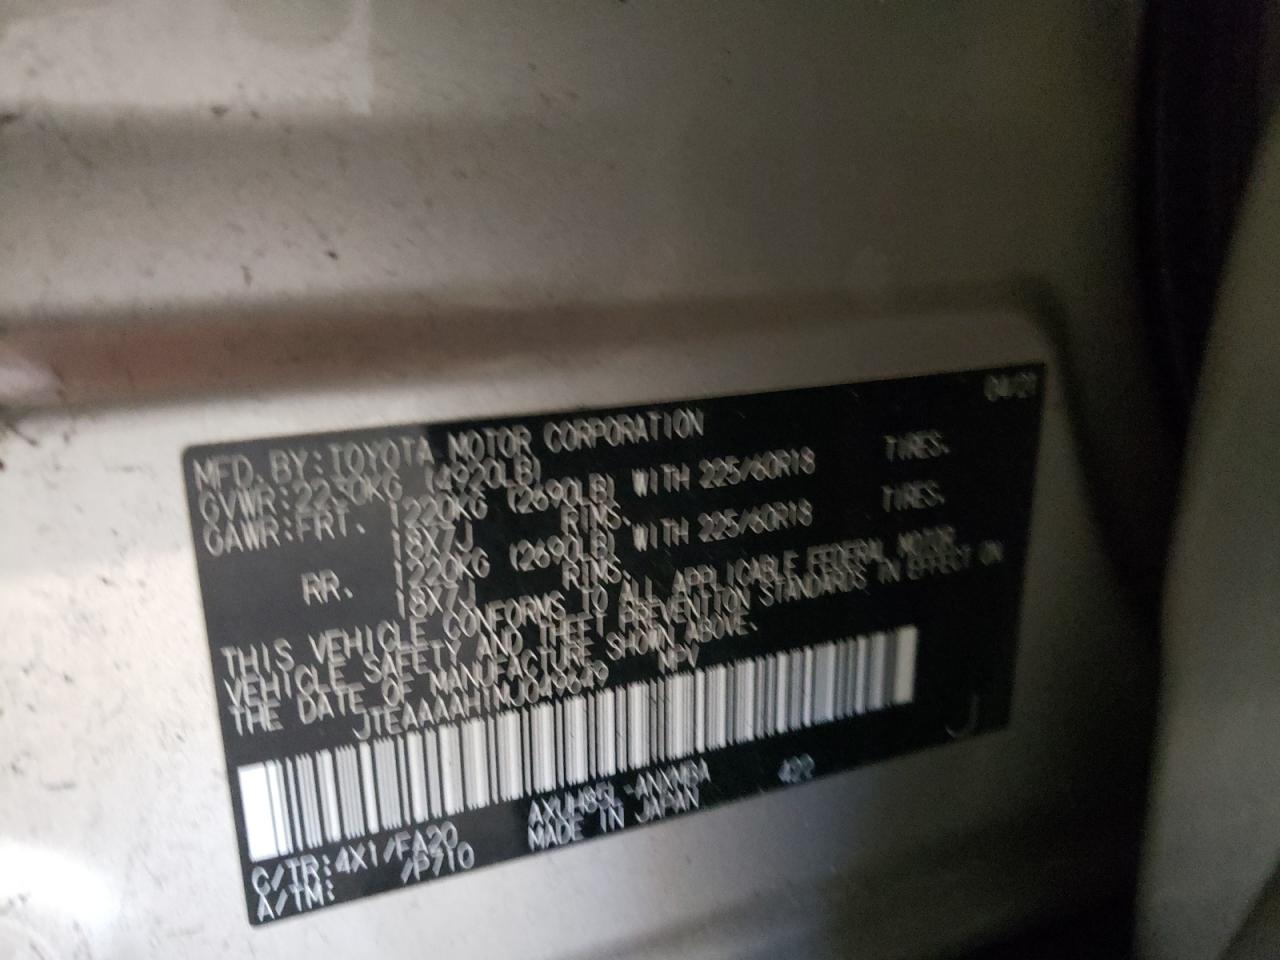 04/21
MFD. BY: TOYOTA MOTOR CORPORATION
GVWR: 2230KG (4920LB)
GAWR: FRT. 1220KG (2690LB) WITH 225/60R18 TIRES.
18X7J RIMS.
RR. 1220KG (2690LB) WITH 225/60R18 TIRES.
18X7J RIMS.
THIS VEHICLE CONFORMS TO ALL APPLICABLE FEDERAL MOTOR
VEHICLE SAFETY AND THEFT PREVENTION STANDARDS IN EFFECT ON
THE DATE OF MANUFACTURE SHOWN ABOVE.
MPV
C/TR: 4X1/FA20 AXUH85L-ANXMBA 422
A/TM: /P710 MADE IN JAPAN
J